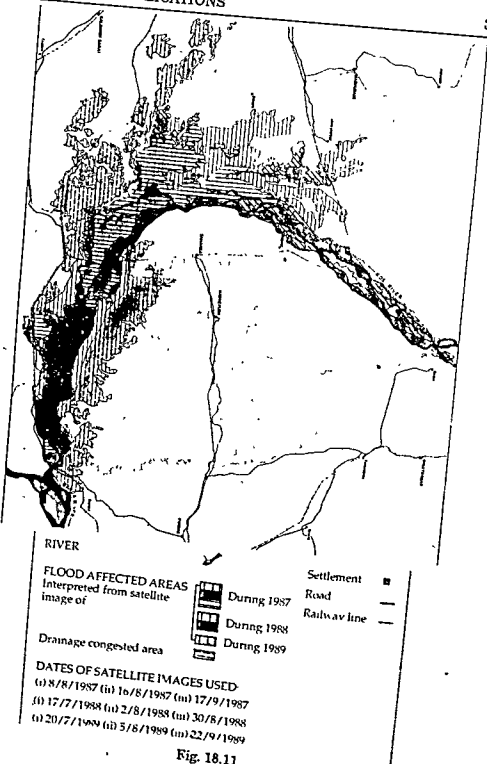 RIVER
FLOOD AFFECTED AREAS
Interpreted from satellite
image of
During 1987
During 1988
During 1989
Drainage congested area
Settlement
Road
Railway line
DATES OF SATELLITE IMAGES USED
(i) 8/8/1987 (ii) 16/8/1987 (iii) 17/9/1987
(i) 17/7/1988 (ii) 2/8/1988 (iii) 30/8/1988
(i) 20/7/1989 (ii) 5/8/1989 (iii) 22/9/1989
Fig. 18.11